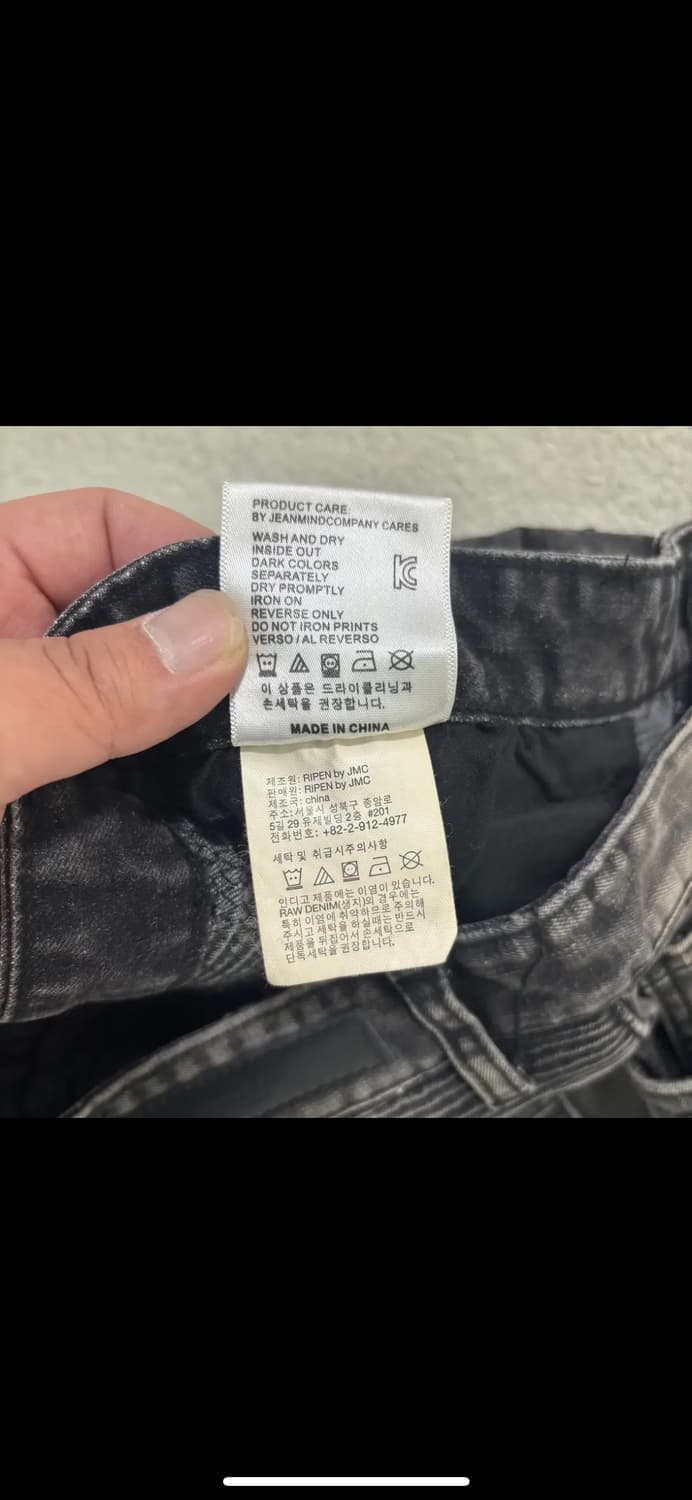 PRODUCT CARE:
BY JEANMINDCOMPANY CARES
WASH AND DRY
INSIDE OUT
DARK COLORS
SEPARATELY
DRY PROMPTLY
IRON ON
REVERSE ONLY
DO NOT IRON PRINTS
VERSO / AL REVERSO
이 상품은 드라이클리닝과
손세탁을 권장합니다.
MADE IN CHINA
제조원: RIPEN by JMC
판매원: RIPEN by JMC
제조국: china
주소: 서울시 성북구 중앙로
5길 29 유제빌딩 2층 #201
전화번호: +82-2-912-4977
세탁 및 취급시주의사항
인디고 제품에는 이염이 있습니다.
RAW DENIM(생지)의 경우에는
특히 이염에 취약하므로 주의해
주시고 세탁을 하실때는 반드시
제품을 뒤집어서 손세탁으로
단독세탁을 권장합니다.